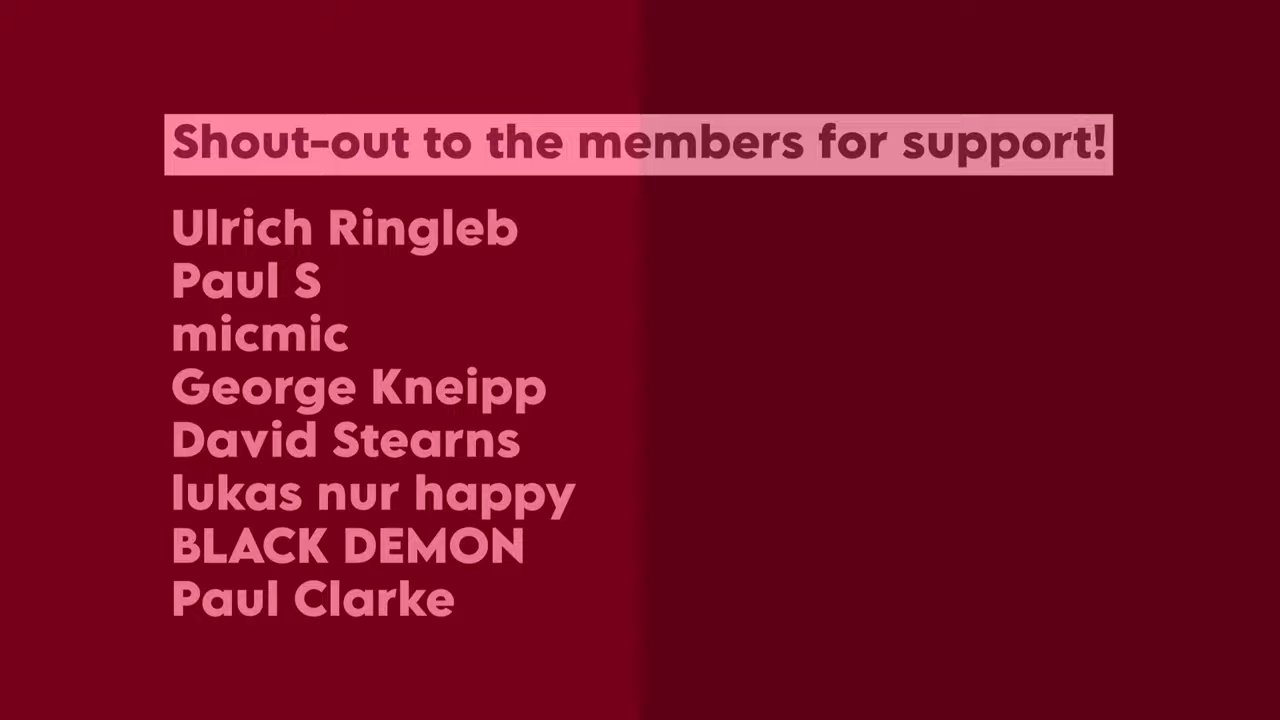 Shout-out to the members for support!
Ulrich Ringleb
Paul S
micmic
George Kneipp
David Stearns
lukas nur happy
BLACK DEMON
Paul Clarke